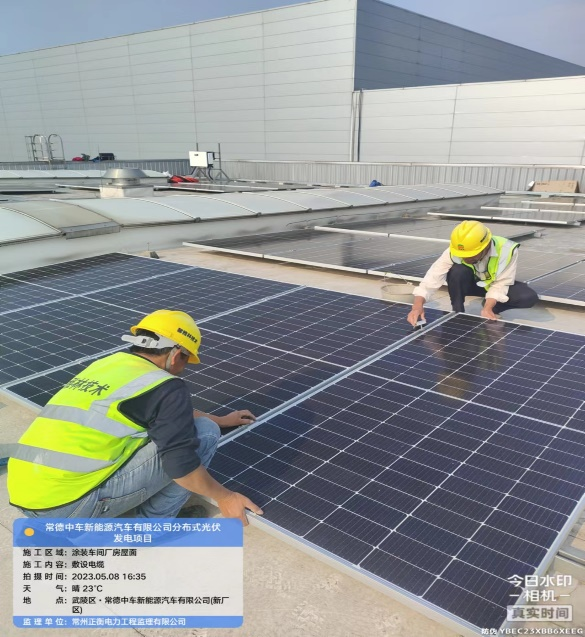 常德中车新能源汽车有限公司分布式光伏
发电项目
施工区域：涂装车间厂房屋面
施工内容：敷设电缆
拍摄时间：2023.05.08 16:35
天　气：晴 23℃
地　点：武陵区·常德中车新能源汽车有限公司(新厂
区)
监理单位：常州正衡电力工程监理有限公司
今日水印
相机
真实时间
防伪 YBEC23XBB6XEEG